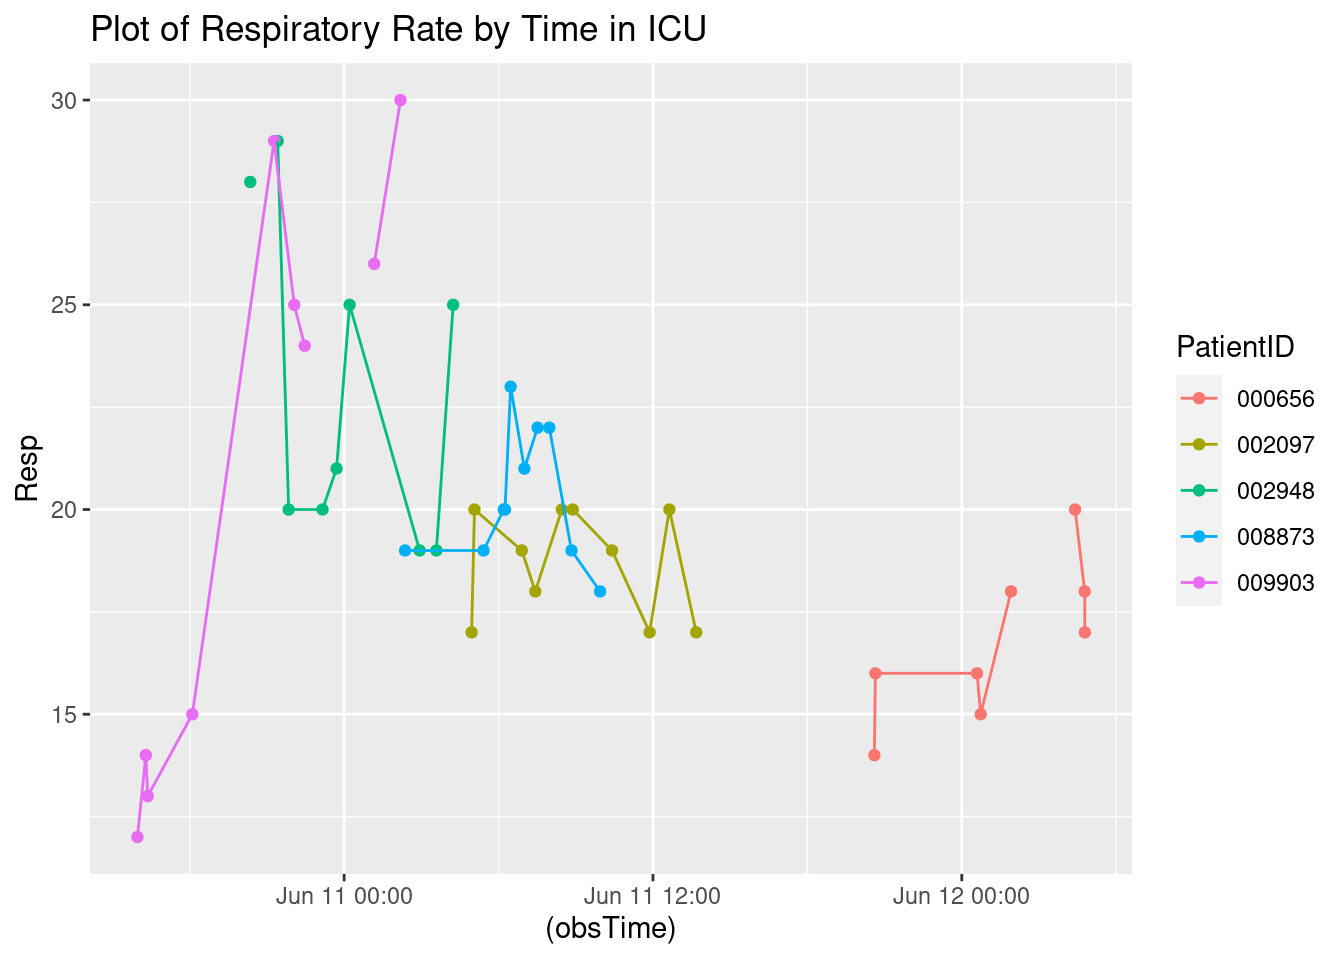 Plot of Respiratory Rate by Time in ICU
30
25
20
15
Resp
Jun 11 00:00
Jun 11 12:00
Jun 12 00:00
(obsTime)
PatientID
000656
002097
002948
008873
009903